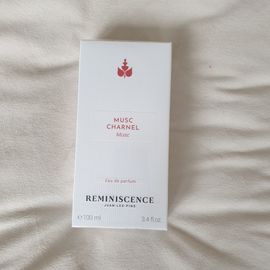 MUSC
CHARNEL
Musc
Eau de parfum
REMINISCENCE
JUAN-LES-PINS
℮ 100 ml
3.4 fl.oz.